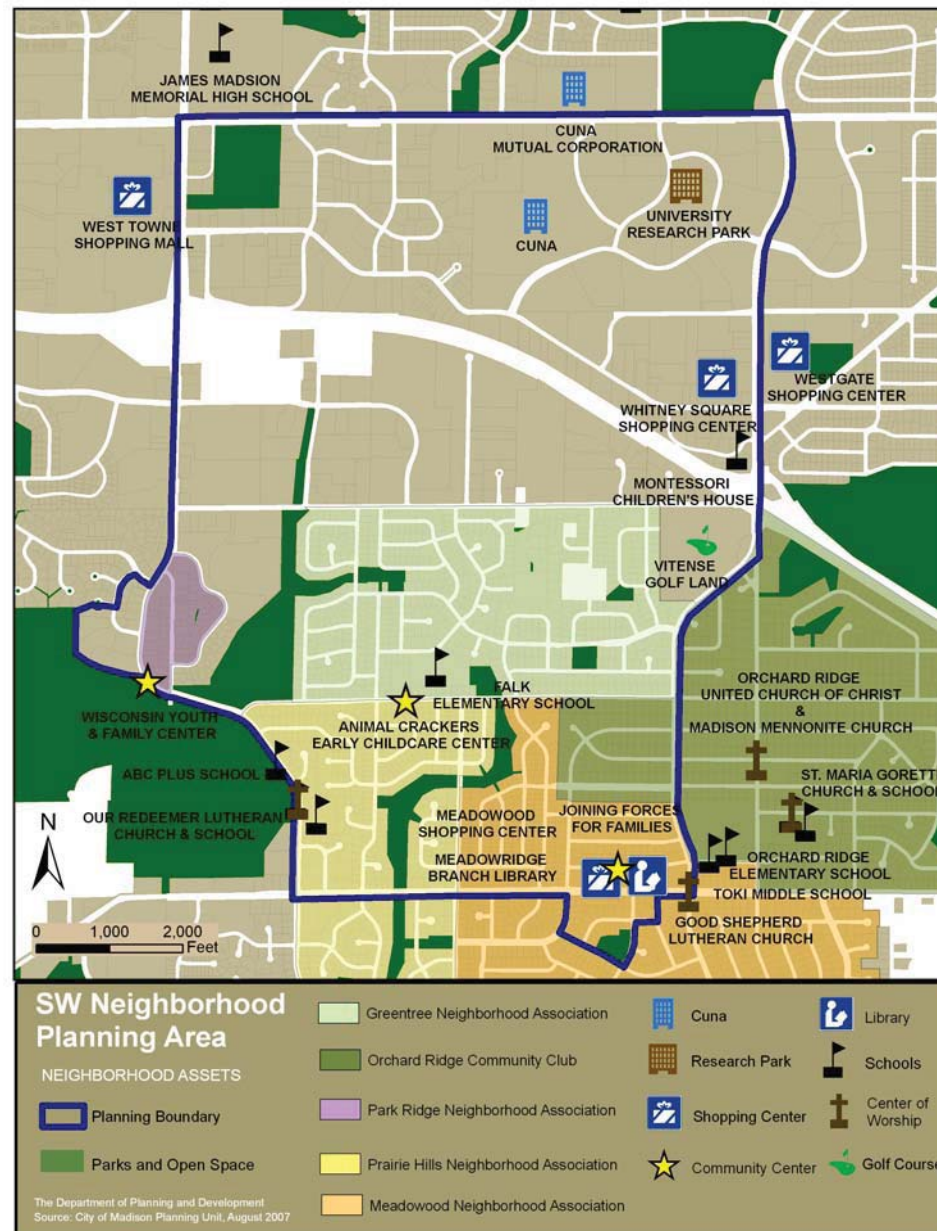 JAMES MADSION
MEMORIAL HIGH SCHOOL
CUNA
MUTUAL CORPORATION
WEST TOWNE
SHOPPING MALL
CUNA
UNIVERSITY
RESEARCH PARK
WHITNEY SQUARE
SHOPPING CENTER
WESTGATE
SHOPPING CENTER
MONTESSORI
CHILDREN'S HOUSE
VITENSE
GOLF LAND
WISCONSIN YOUTH
& FAMILY CENTER
FALK
ELEMENTARY SCHOOL
ANIMAL CRACKERS
EARLY CHILDCARE CENTER
ORCHARD RIDGE
UNITED CHURCH OF CHRIST
&
MADISON MENNONITE CHURCH
ABC PLUS SCHOOL
ST. MARIA GORETT
CHURCH & SCHOOL
OUR REDEEMER LUTHERAN
CHURCH & SCHOOL
MEADOWOOD
SHOPPING CENTER
JOINING FORCES
FOR FAMILIES
MEADOWRIDGE
BRANCH LIBRARY
ORCHARD RIDGE
ELEMENTARY SCHOOL
TOKI MIDDLE SCHOOL
GOOD SHEPHERD
LUTHERAN CHURCH
N
0 1,000 2,000
Feet
SW Neighborhood
Planning Area
NEIGHBORHOOD ASSETS
Planning Boundary
Parks and Open Space
The Department of Planning and Development
Source: City of Madison Planning Unit, August 2007
Greentree Neighborhood Association
Orchard Ridge Community Club
Park Ridge Neighborhood Association
Prairie Hills Neighborhood Association
Meadowood Neighborhood Association
Cuna
Research Park
Shopping Center
Community Center
Library
Schools
Center of
Worship
Golf Course